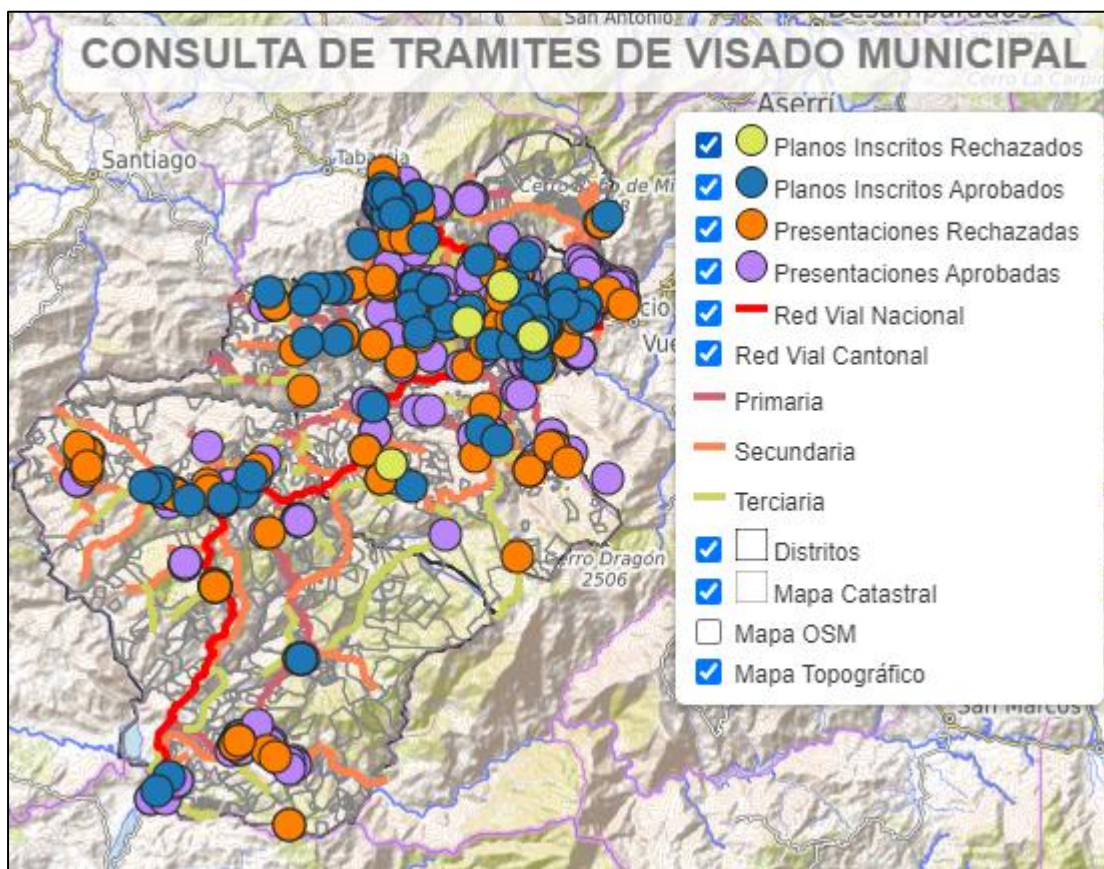 San Antonio
Desamparados
CONSULTA DE TRAMITES DE VISADO MUNICIPAL
Aserrí
Santiago
Planos Inscritos Rechazados
Planos Inscritos Aprobados
Presentaciones Rechazadas
Presentaciones Aprobadas
Red Vial Nacional
Red Vial Cantonal
Primaria
Secundaria
Terciaria
Distritos
Cerro Dragón
2506
Mapa Catastral
Mapa OSM
Mapa Topográfico
San Marcos